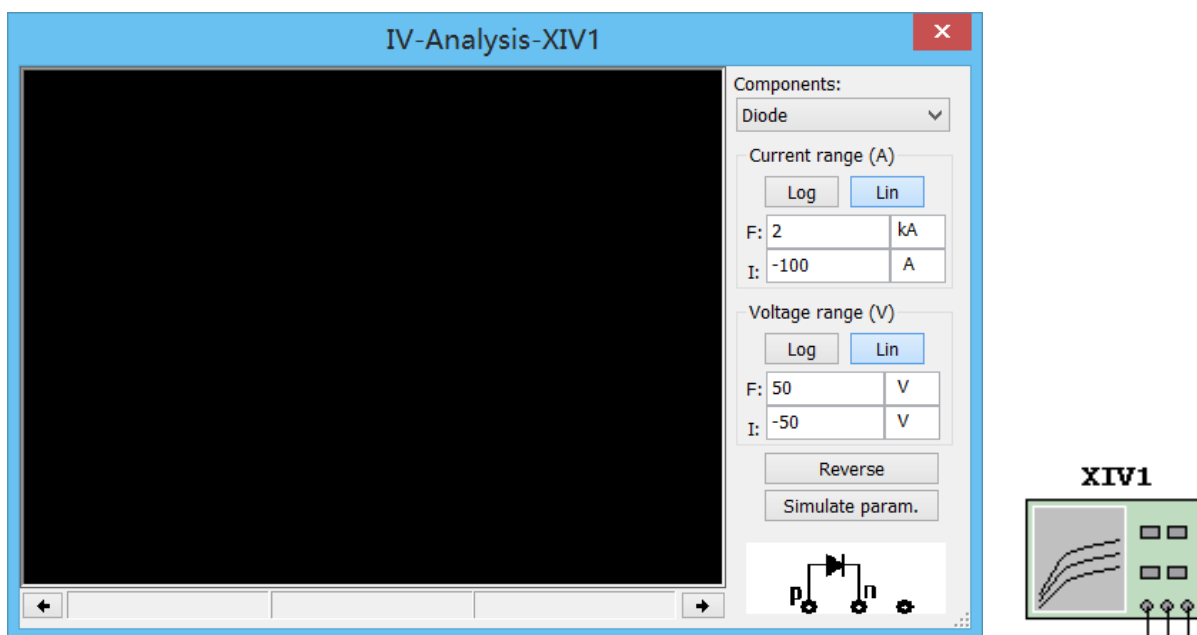 IV-Analysis-XIV1
Components:
Diode
Current range (A)
Log Lin
F: 2 kA
I: -100 A
Voltage range (V)
Log Lin
F: 50 V
I: -50 V
Reverse
Simulate param.
p n
XIV1